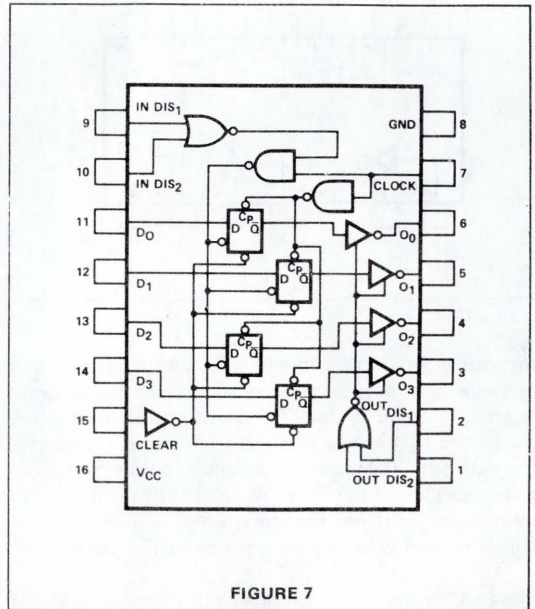 IN DIS1
9
GND
8
10
IN DIS2
CLOCK
7
11
D0
CP
D
Q
O0
6
12
D1
CP
D
Q
O1
5
13
D2
CP
D
Q
O2
4
14
D3
CP
D
Q
O3
3
15
CLEAR
OUT DIS1
2
16
VCC
OUT DIS2
1
FIGURE 7